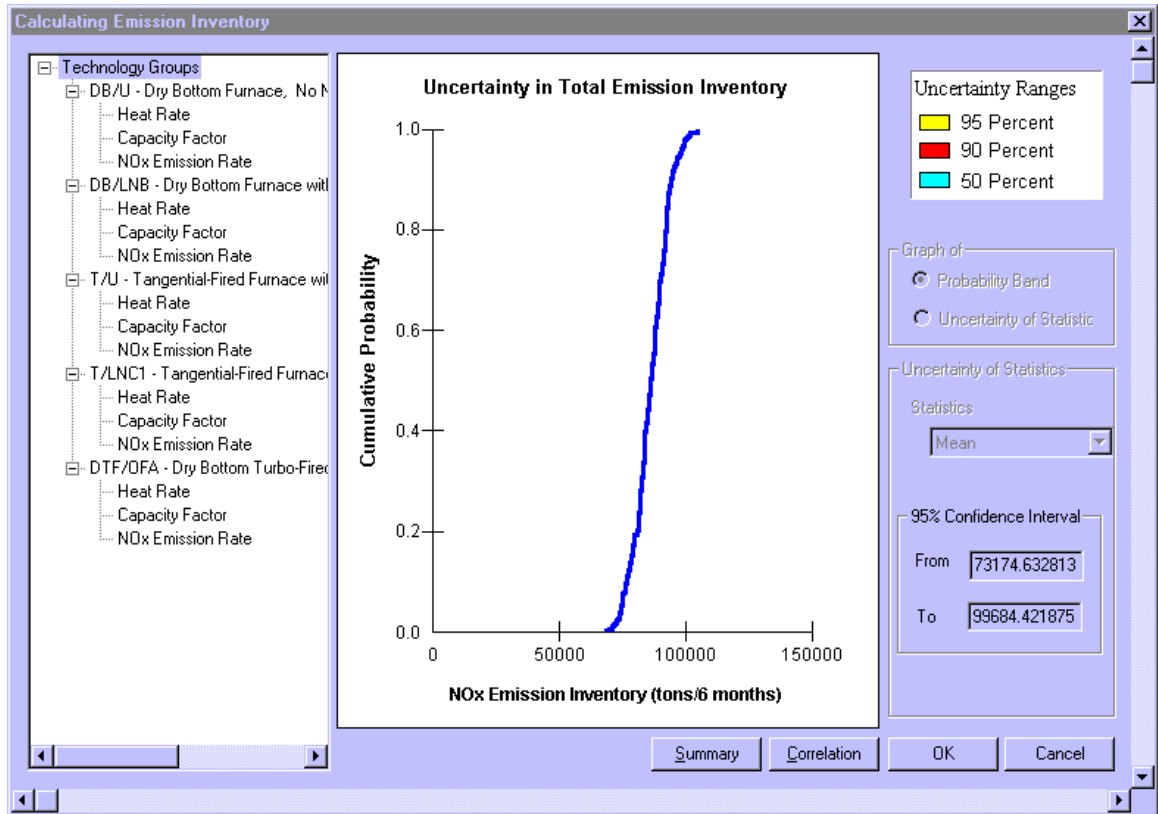 Calculating Emission Inventory
Technology Groups
DB/U - Dry Bottom Furnace, No
Heat Rate
Capacity Factor
NOx Emission Rate
DB/LNB - Dry Bottom Furnace with
Heat Rate
Capacity Factor
NOx Emission Rate
T/U - Tangential-Fired Furnace wi
Heat Rate
Capacity Factor
NOx Emission Rate
T/LNC1 - Tangential-Fired Furnac
Heat Rate
Capacity Factor
NOx Emission Rate
DTF/OFA - Dry Bottom Turbo-Fired
Heat Rate
Capacity Factor
NOx Emission Rate
Uncertainty in Total Emission Inventory
Cumulative Probability
1.0
0.8
0.6
0.4
0.2
0.0
0
50000
100000
150000
NOx Emission Inventory (tons/6 months)
Uncertainty Ranges
95 Percent
90 Percent
50 Percent
Graph of
Probability Band
Uncertainty of Statistic
Uncertainty of Statistics
Statistics
Mean
95% Confidence Interval
From 73174.632813
To 99684.421875
Summary
Correlation
OK
Cancel